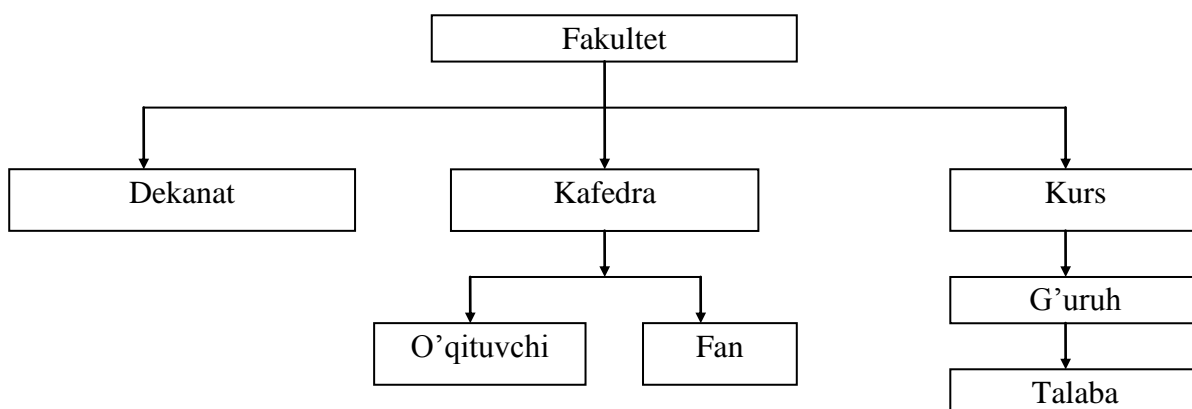 Fakultet
Dekanat
Kafedra
Kurs
O’qituvchi
Fan
G’uruh
Talaba